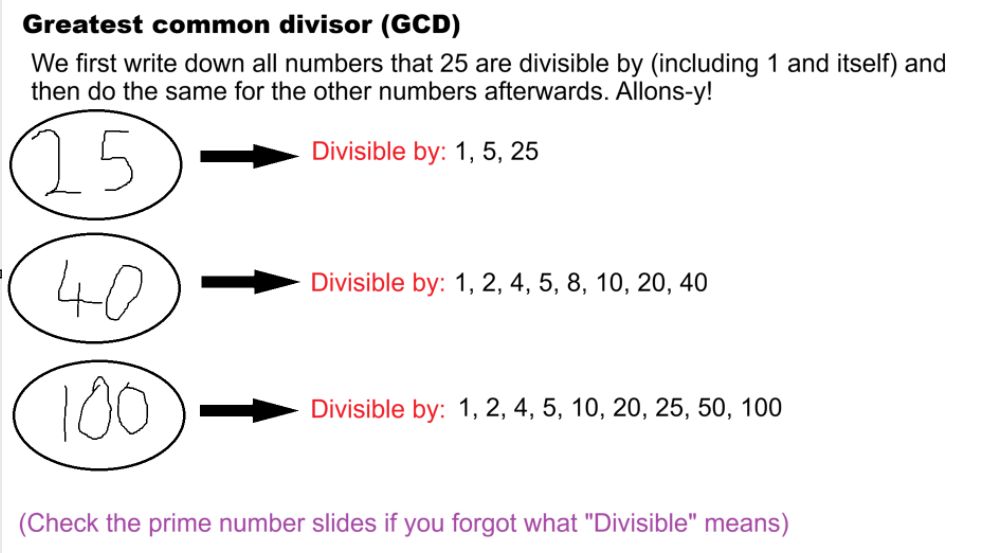 Greatest common divisor (GCD)
We first write down all numbers that 25 are divisible by (including 1 and itself) and
then do the same for the other numbers afterwards. Allons-y!
25 Divisible by: 1, 5, 25
40 Divisible by: 1, 2, 4, 5, 8, 10, 20, 40
100 Divisible by: 1, 2, 4, 5, 10, 20, 25, 50, 100
(Check the prime number slides if you forgot what "Divisible" means)